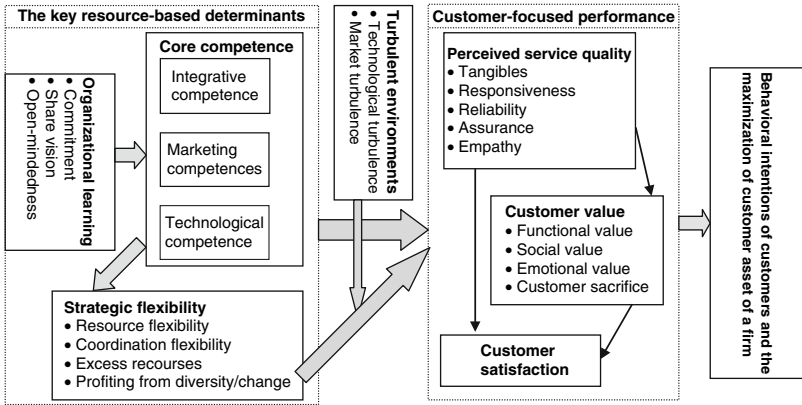 The key resource-based determinants
Organizational learning
• Commitment
• Share vision
• Open-mindedness
Core competence
Integrative
competence
Marketing
competences
Technological
competence
Strategic flexibility
• Resource flexibility
• Coordination flexibility
• Excess recourses
• Profiting from diversity/change
Turbulent environments
• Technological turbulence
• Market turbulence
Customer-focused performance
Perceived service quality
• Tangibles
• Responsiveness
• Reliability
• Assurance
• Empathy
Customer value
• Functional value
• Social value
• Emotional value
• Customer sacrifice
Customer
satisfaction
Behavioral intentions of customers and the
maximization of customer asset of a firm